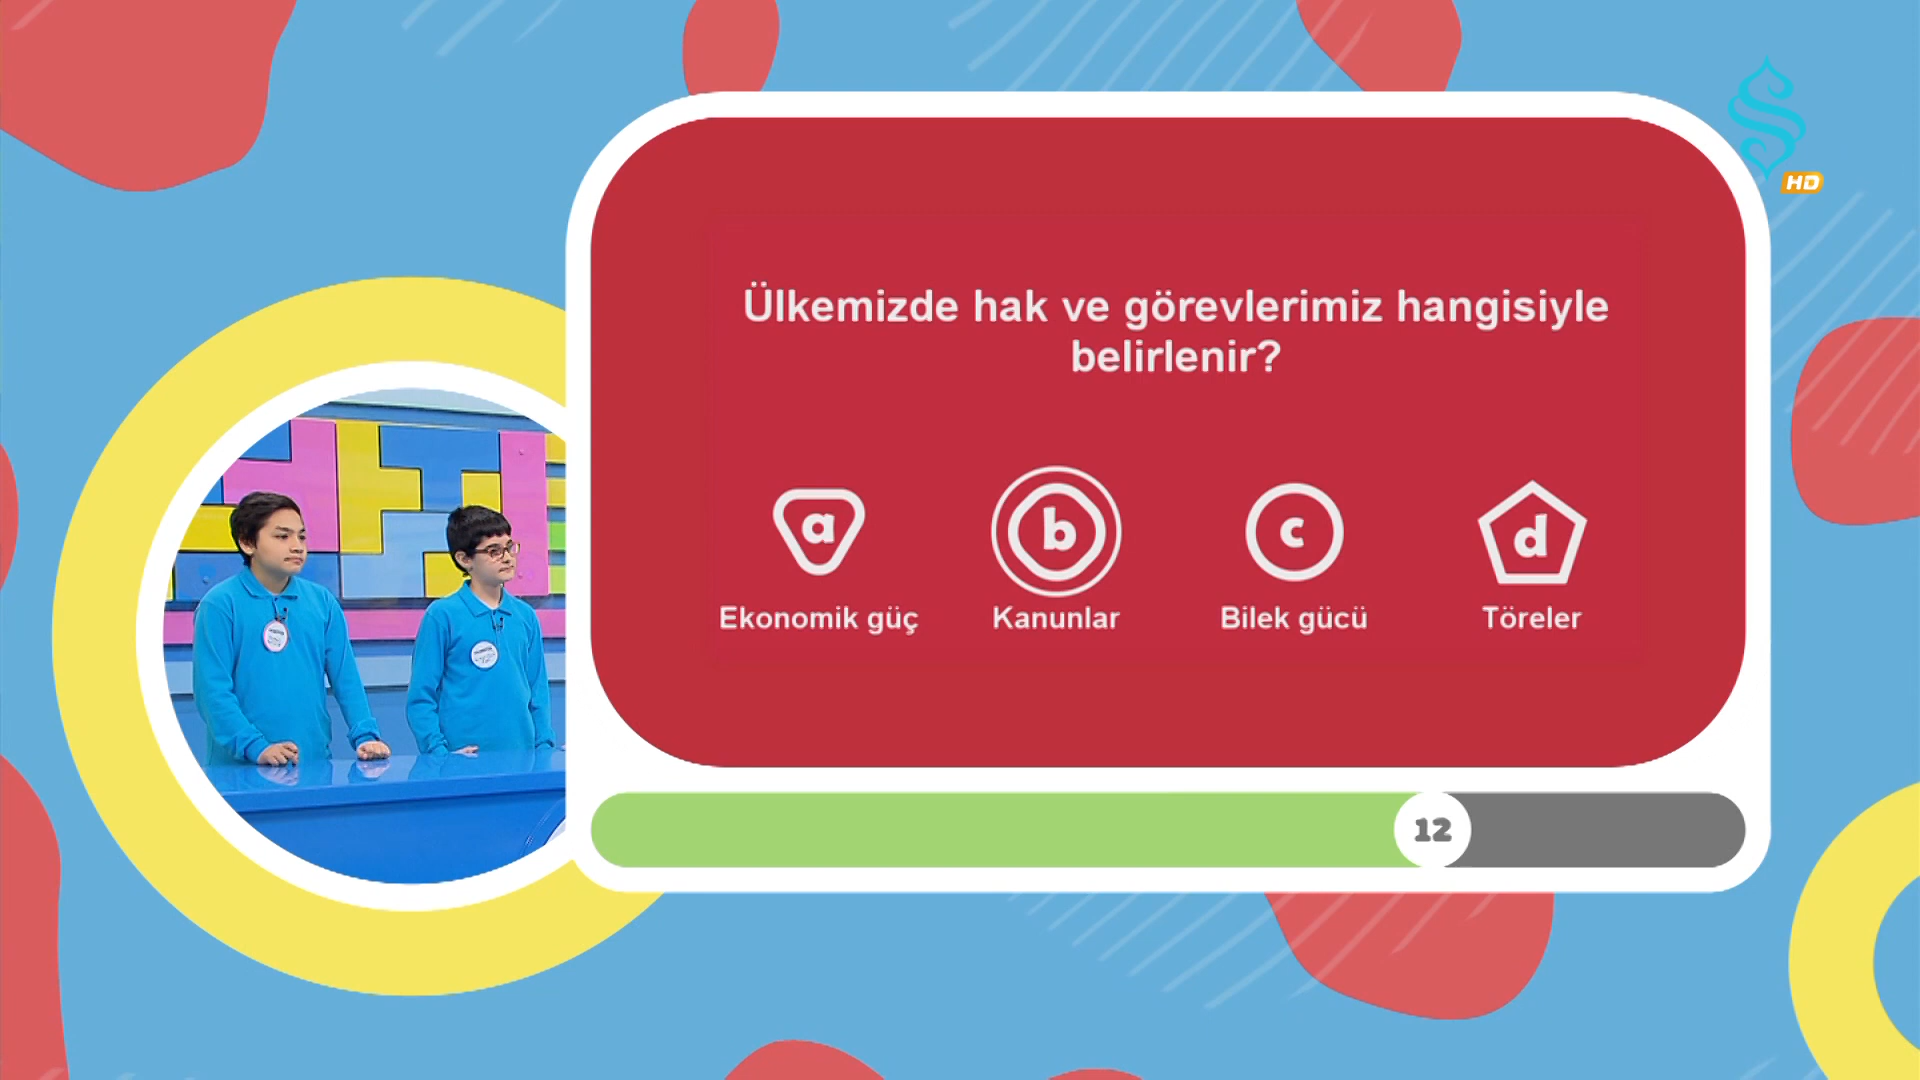 HD
Ülkemizde hak ve görevlerimiz hangisiyle
belirlenir?
a
b
c
d
Ekonomik güç
Kanunlar
Bilek gücü
Töreler
12